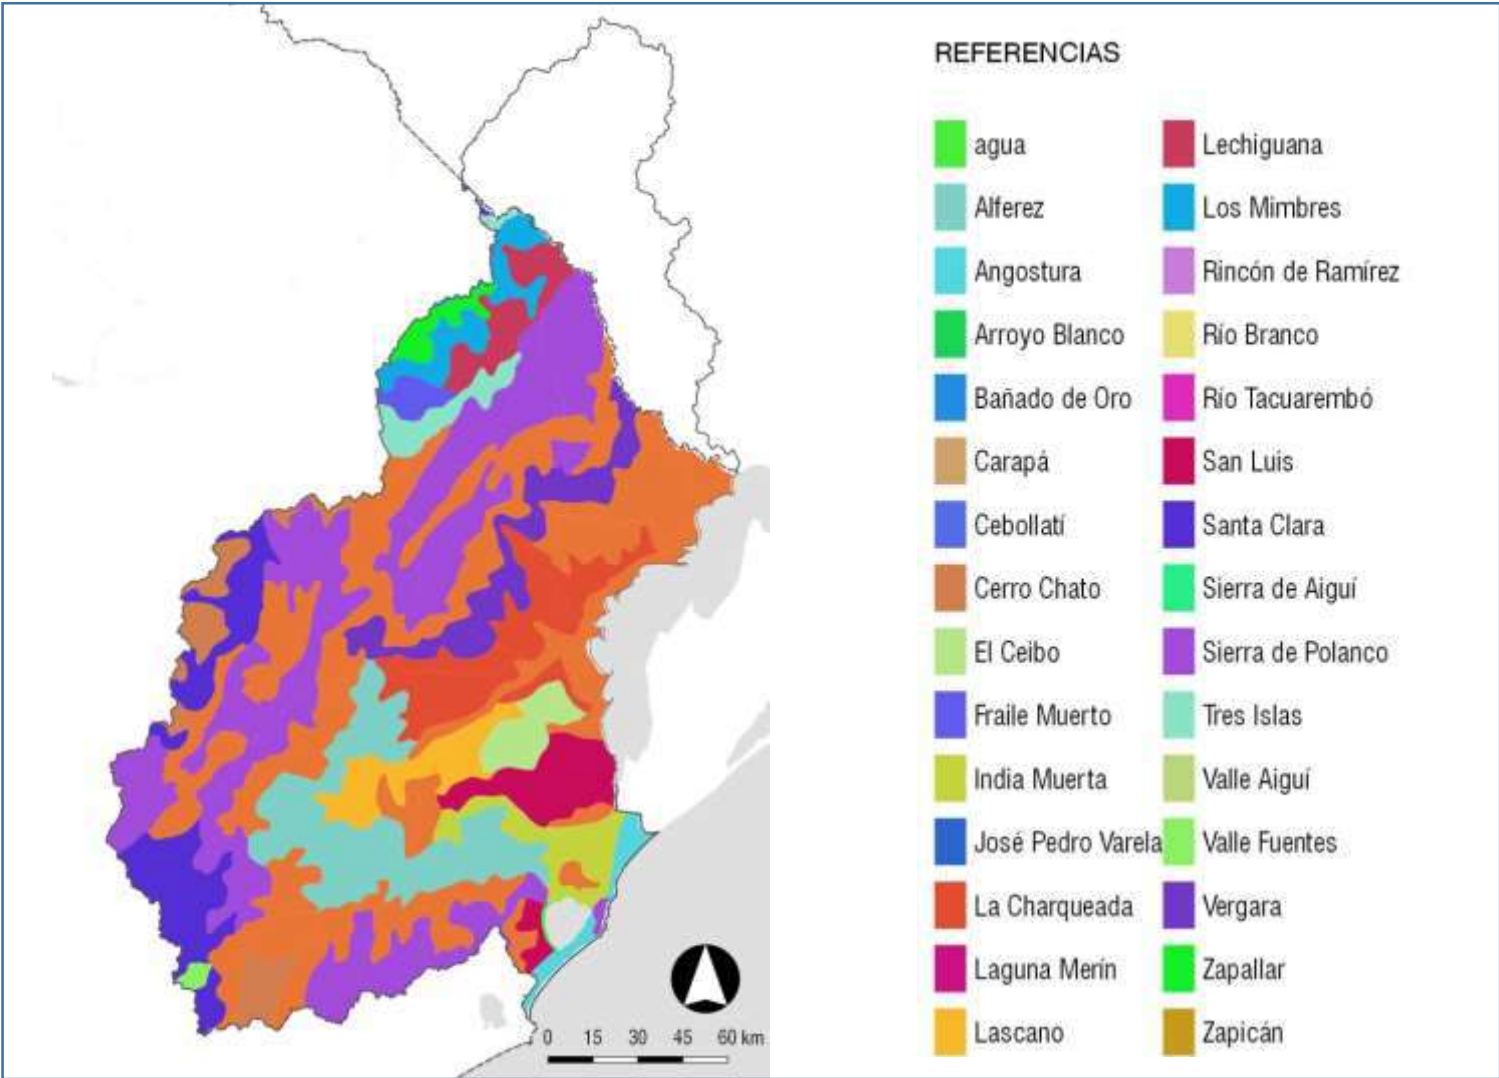 REFERENCIAS
agua
Alferez
Angostura
Arroyo Blanco
Bañado de Oro
Carapá
Cebollatí
Cerro Chato
El Ceibo
Fraile Muerto
India Muerta
José Pedro Varela
La Charqueada
Laguna Merín
Lascano
Lechiguana
Los Mimbres
Rincón de Ramírez
Río Branco
Río Tacuarembó
San Luis
Santa Clara
Sierra de Aiguí
Sierra de Polanco
Tres Islas
Valle Aiguí
Valle Fuentes
Vergara
Zapallar
Zapicán
0 15 30 45 60 km